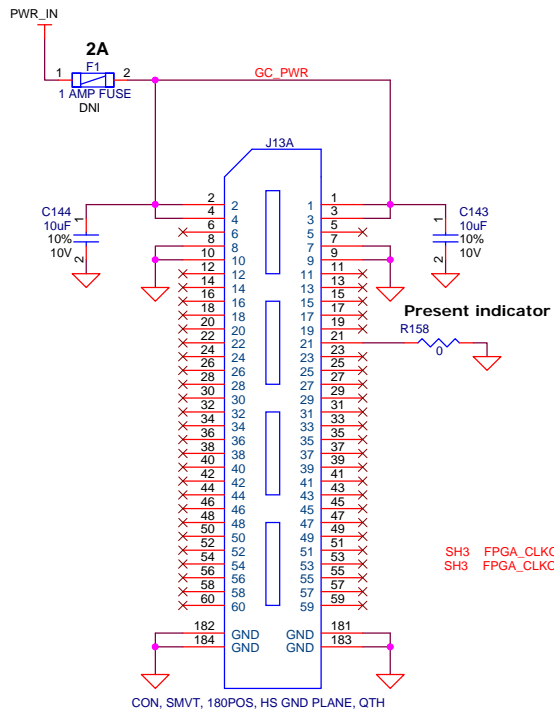 PWR_IN
2A
1 F1 2
GC_PWR
1 AMP FUSE
DNI
J13A
2 2 1 1
4 4 3 3
6 6 5 5
8 8 7 7
10 10 9 9
12 12 11 11
14 14 13 13
16 16 15 15
18 18 17 17
20 20 19 19
22 22 21 21
24 24 23 23
26 26 25 25
28 28 27 27
30 30 29 29
32 32 31 31
34 34 33 33
36 36 35 35
38 38 37 37
40 40 39 39
42 42 41 41
44 44 43 43
46 46 45 45
48 48 47 47
50 50 49 49
52 52 51 51
54 54 53 53
56 56 55 55
58 58 57 57
60 60 59 59
182 GND GND 181
184 GND GND 183
C144
1
10uF
10%
10V
2
C143
1
10uF
10%
10V
2
Present indicator
R158
0
SH3 FPGA_CLKO
SH3 FPGA_CLKO
CON, SMVT, 180POS, HS GND PLANE, QTH